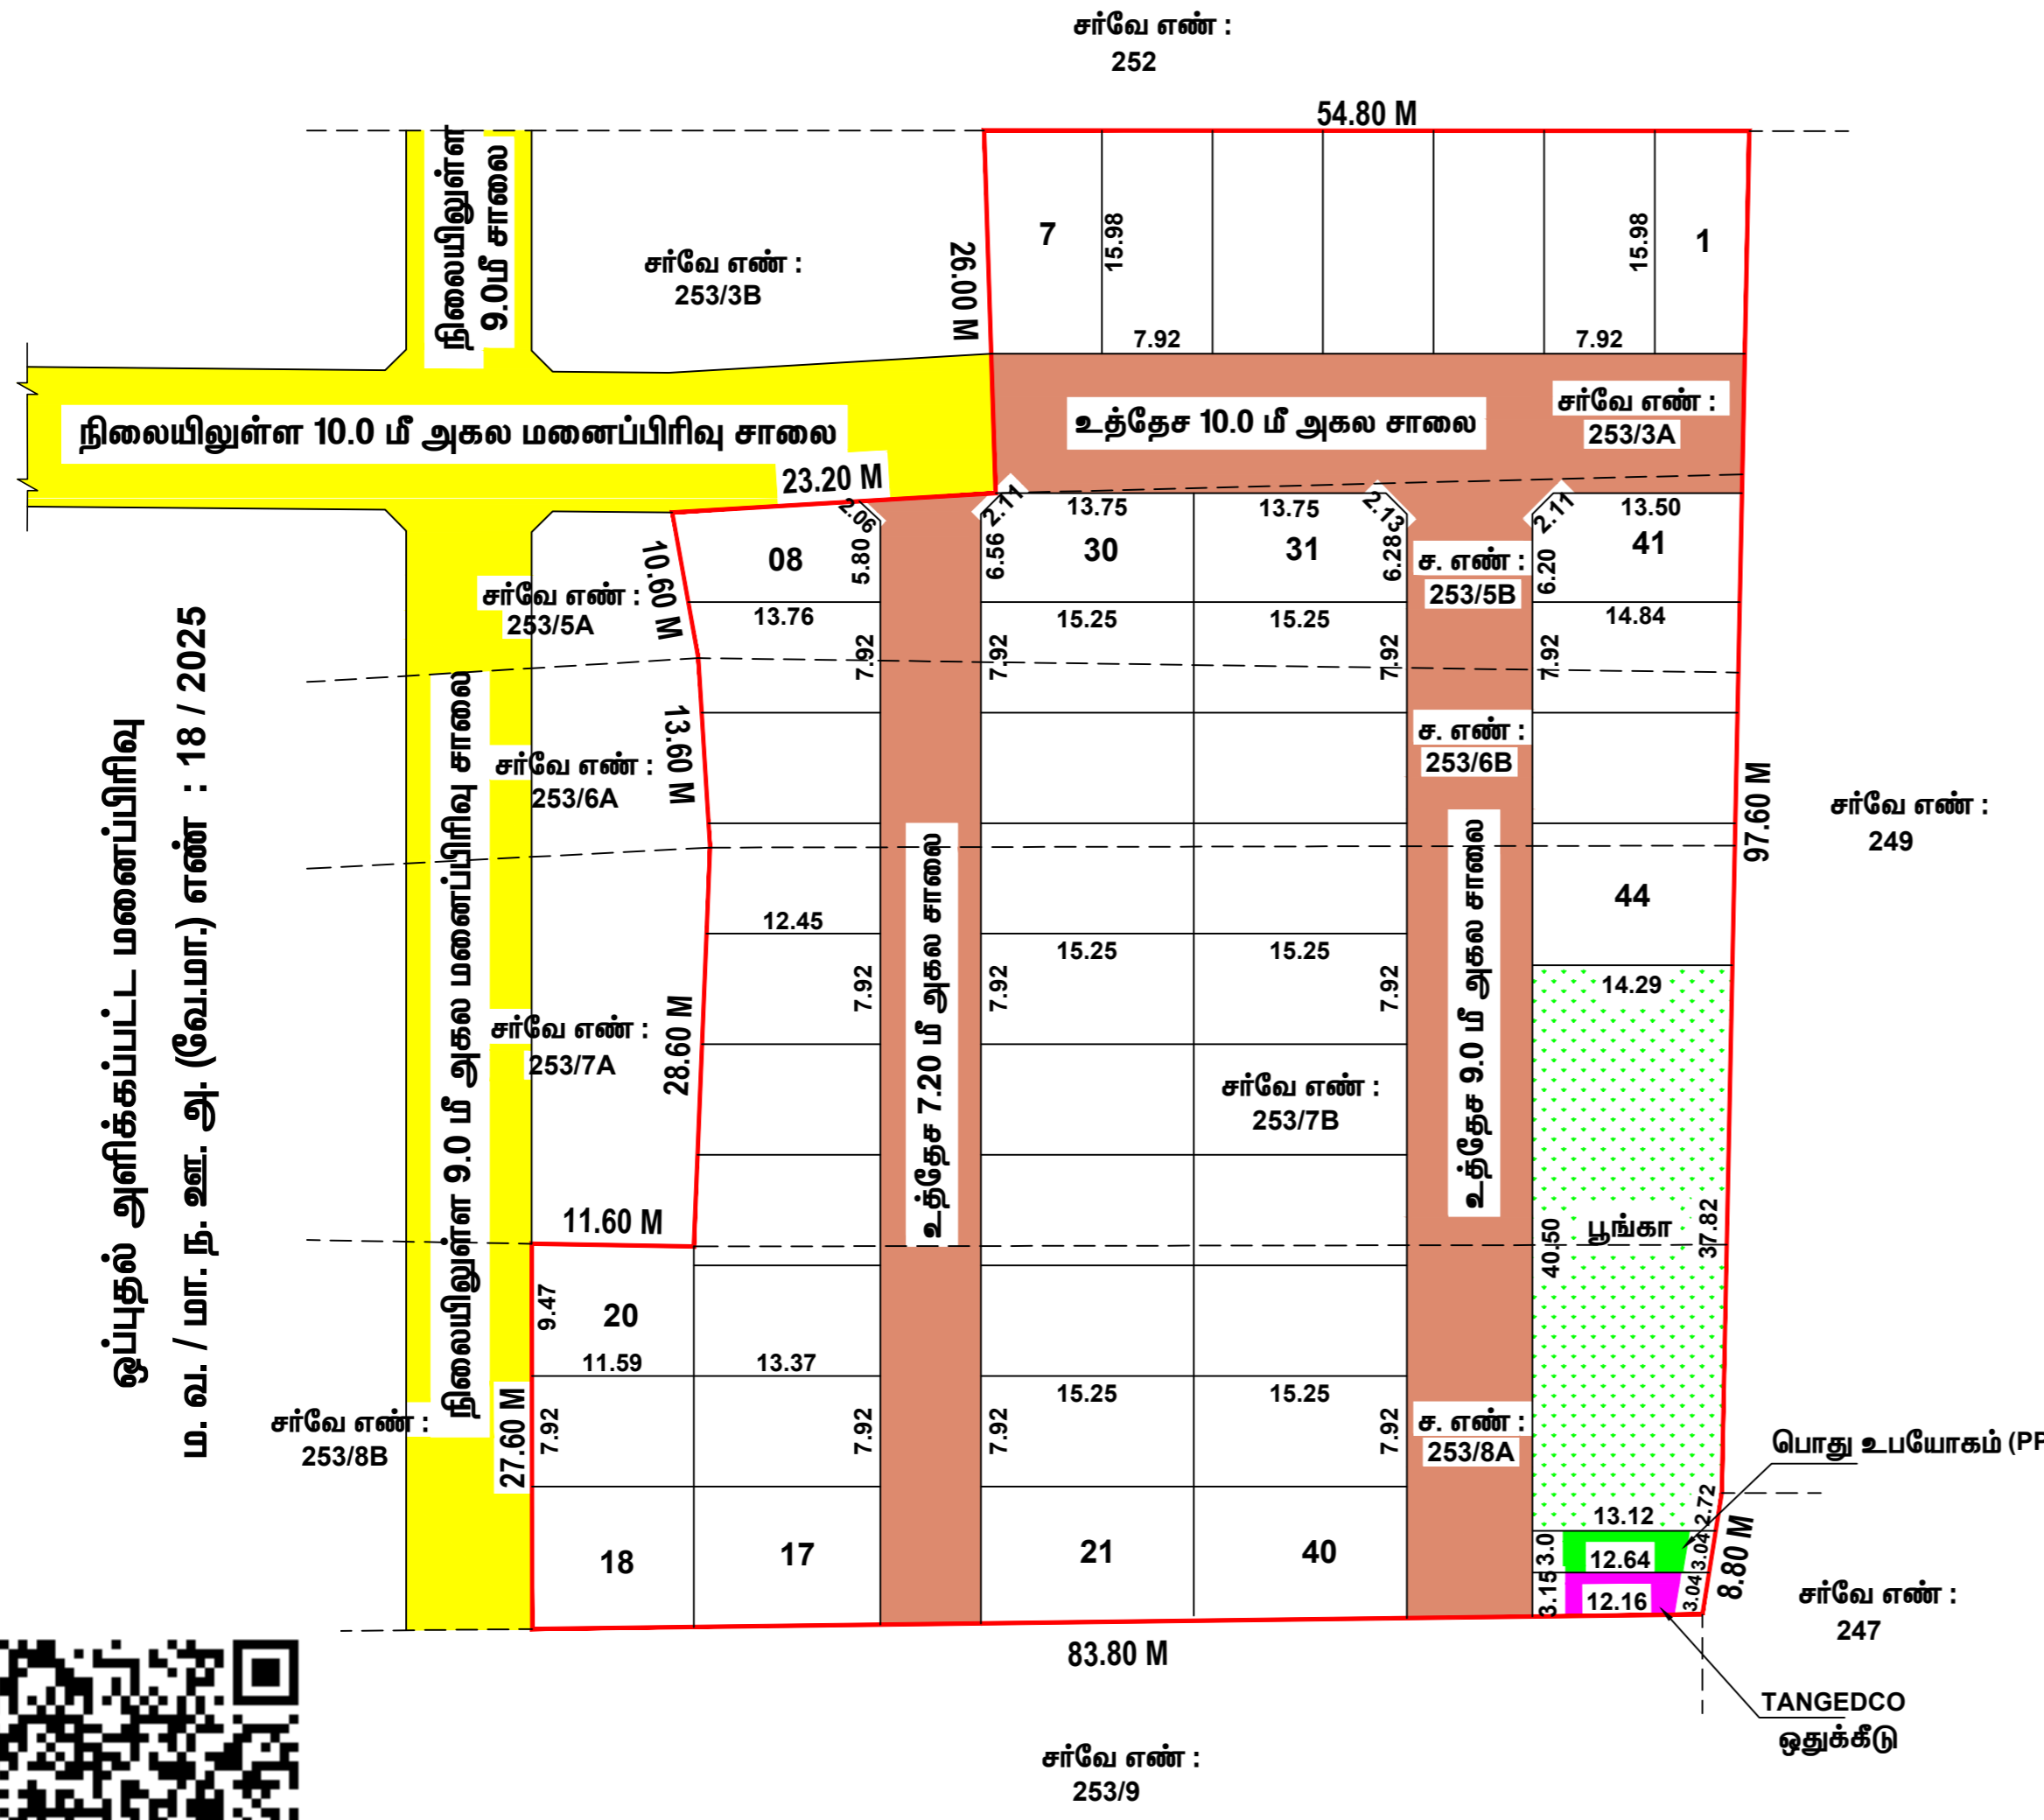 சர்வே எண் :
252
54.80 M
நிலையிலுள்ள
9.0மீ சாலை
சர்வே எண் :
253/3B
26.00 M
7
15.98
15.98
1
7.92
7.92
நிலையிலுள்ள 10.0 மீ அகல மனைப்பிரிவு சாலை
உத்தேச 10.0 மீ அகல சாலை
சர்வே எண் :
253/3A
23.20 M
2.06
2.11
13.75
13.75
2.13
2.11
13.50
08
5.80
6.56
30
31
6.28
ச. எண் :
253/5B
6.20
41
10.60 M
சர்வே எண் :
253/5A
13.76
15.25
15.25
14.84
7.92
7.92
7.92
7.92
13.60 M
சர்வே எண் :
253/6A
ச. எண் :
253/6B
97.60 M
சர்வே எண் :
249
ஒப்புதல் அளிக்கப்பட்ட மனைப்பிரிவு
ம. வ. / மா. ந. ஊ. அ. (வே.மா.) எண் : 18 / 2025
நிலையிலுள்ள 9.0 மீ அகல மனைப்பிரிவு சாலை
உத்தேச 7.20 மீ அகல சாலை
உத்தேச 9.0 மீ அகல சாலை
44
12.45
15.25
15.25
14.29
7.92
7.92
7.92
சர்வே எண் :
253/7A
28.60 M
சர்வே எண் :
253/7B
11.60 M
40.50
பூங்கா
37.82
9.47
20
11.59
13.37
15.25
15.25
சர்வே எண் :
253/8B
27.60 M
7.92
7.92
7.92
7.92
ச. எண் :
253/8A
பொது உபயோகம் (PP
13.12
2.72
18
17
21
40
3.0
12.64
3.04
8.80 M
3.15
12.16
3.04
சர்வே எண் :
247
83.80 M
TANGEDCO
ஒதுக்கீடு
சர்வே எண் :
253/9